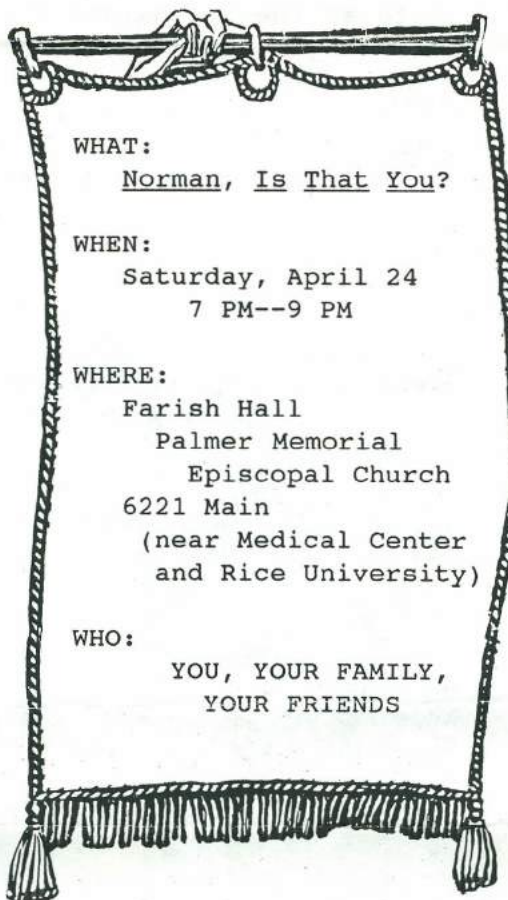 WHAT:
Norman, Is That You?
WHEN:
Saturday, April 24
7 PM--9 PM
WHERE:
Farish Hall
Palmer Memorial
Episcopal Church
6221 Main
(near Medical Center
and Rice University)
WHO:
YOU, YOUR FAMILY,
YOUR FRIENDS